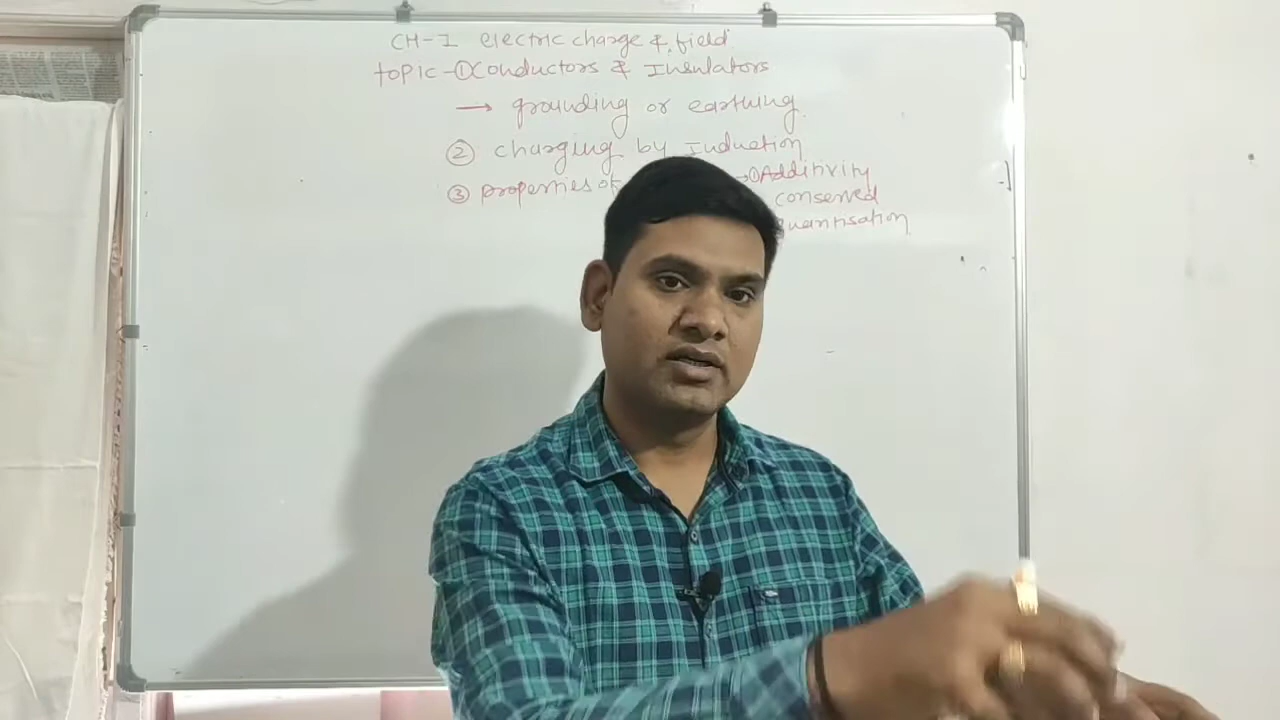 CH-I electric charge & field
topic-①Conductors & Insulators
→ grounding or earthing
② charging by Induction
③ properties of →①Additivity
conserved
quantisation